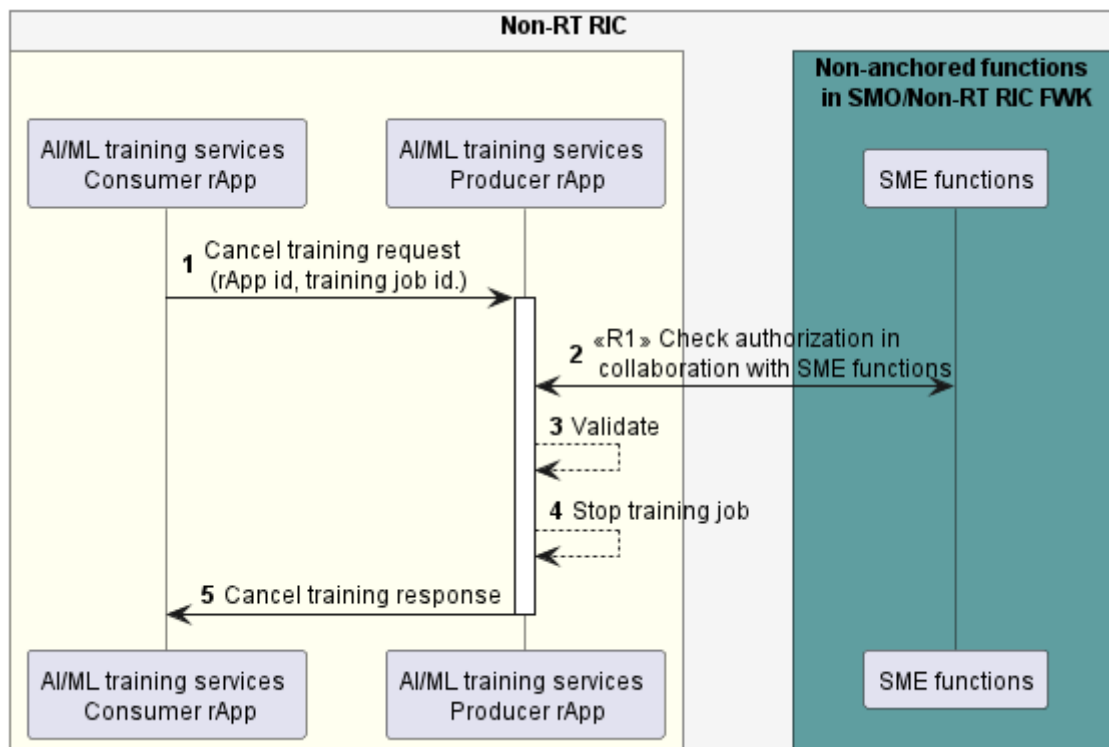 Non-RT RIC
Non-anchored functions
in SMO/Non-RT RIC FWK
AI/ML training services
Consumer rApp
AI/ML training services
Producer rApp
SME functions
1 Cancel training request
(rApp id, training job id.)
2 «R1» Check authorization in
collaboration with SME functions
3 Validate
4 Stop training job
5 Cancel training response
AI/ML training services
Consumer rApp
AI/ML training services
Producer rApp
SME functions